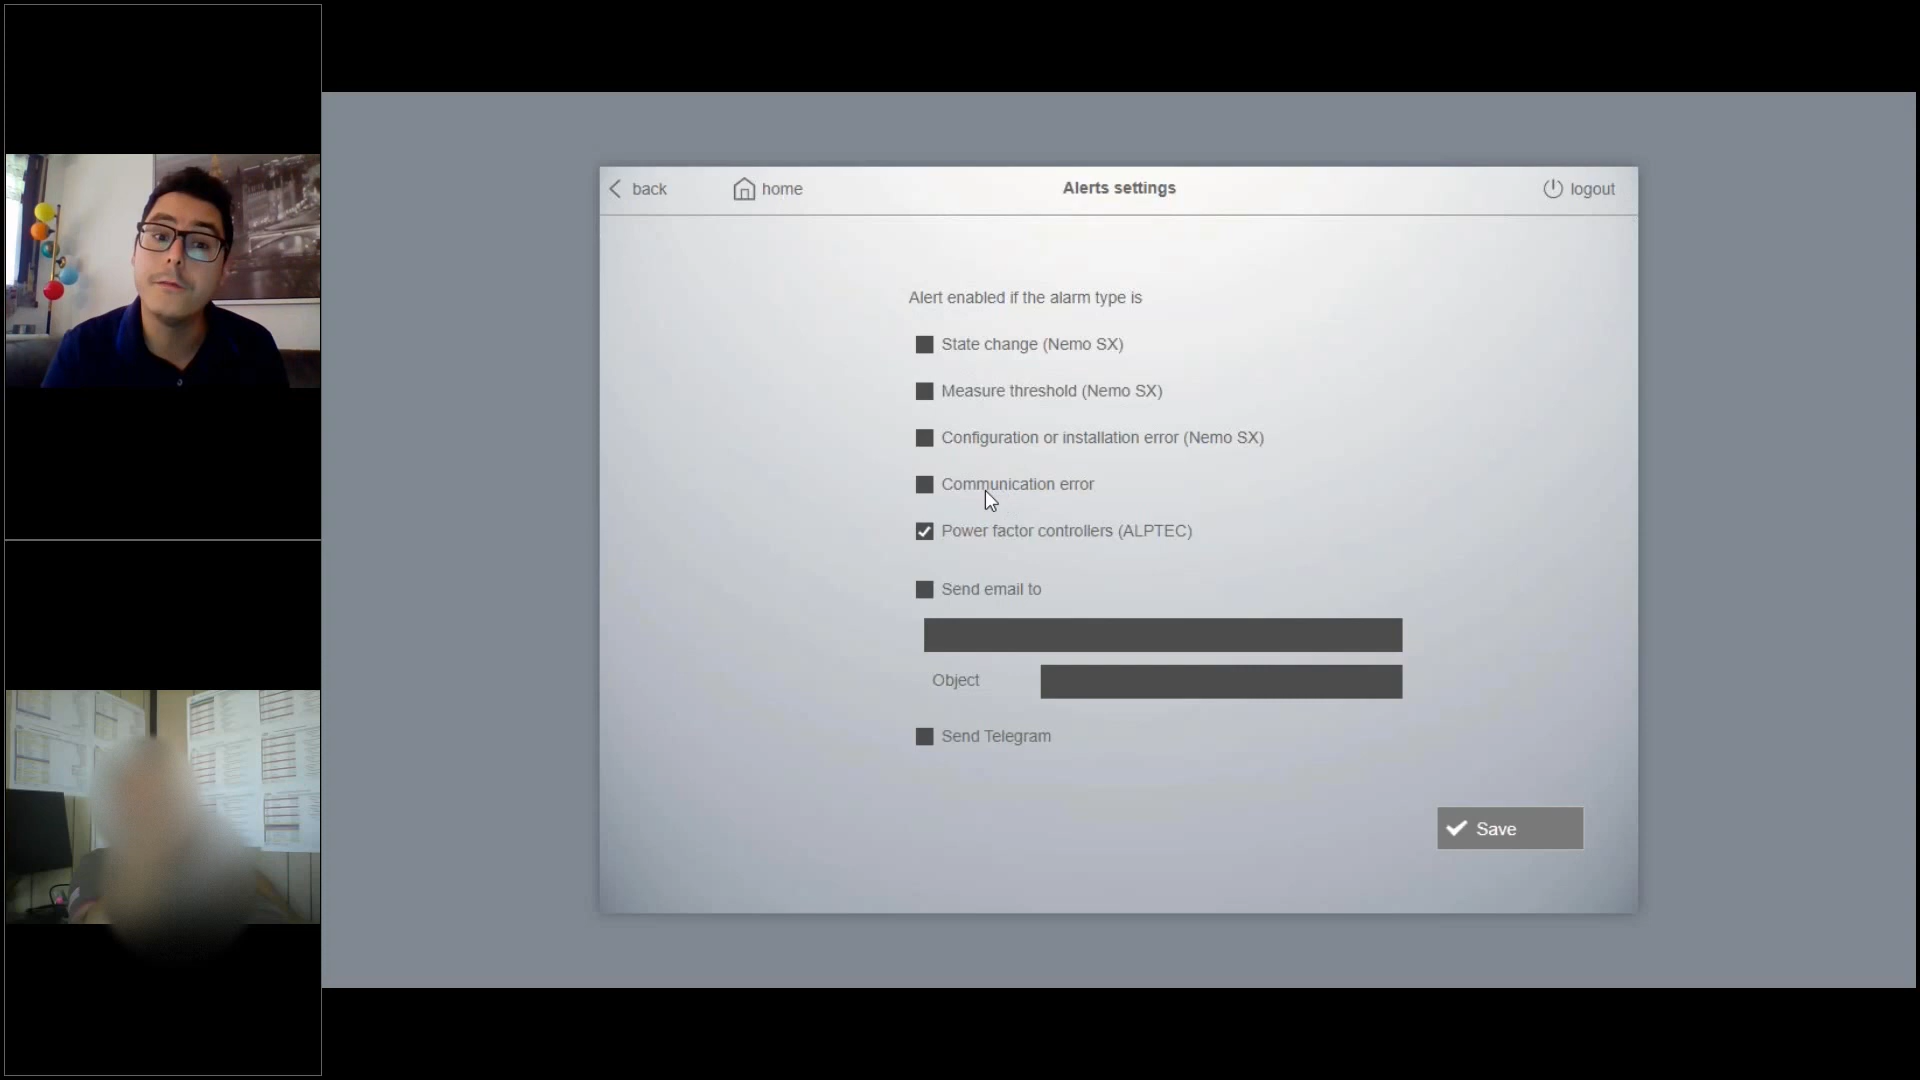 back
home
Alerts settings
logout
Alert enabled if the alarm type is
State change (Nemo SX)
Measure threshold (Nemo SX)
Configuration or installation error (Nemo SX)
Communication error
Power factor controllers (ALPTEC)
Send email to
Object
Send Telegram
Save